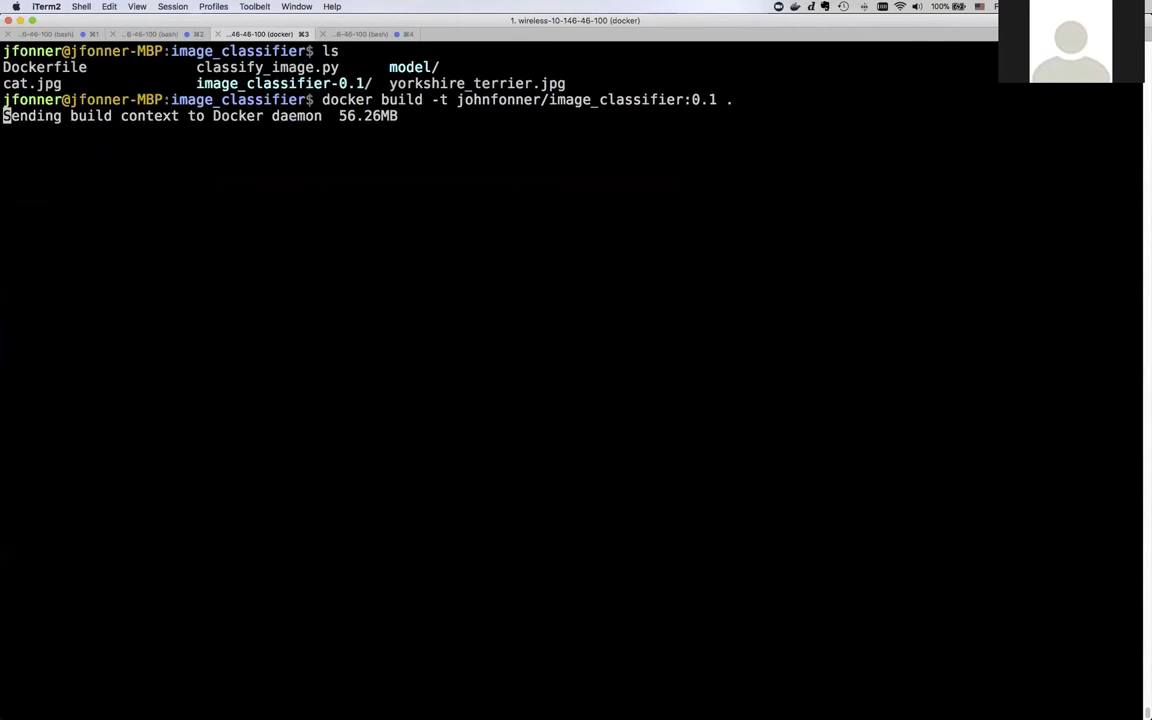 iTerm2 Shell Edit View Session Profiles Toolbelt Window Help 100%
1. wireless-10-146-46-100 (docker)
...6-46-100 (bash) ⌘1 ...6-46-100 (bash) ⌘2 ...46-46-100 (docker) ⌘3 ...6-46-100 (bash) ⌘4
jfonner@jfonner-MBP:image_classifier$ ls
Dockerfile classify_image.py model/
cat.jpg image_classifier-0.1/ yorkshire_terrier.jpg
jfonner@jfonner-MBP:image_classifier$ docker build -t johnfonner/image_classifier:0.1 .
Sending build context to Docker daemon 56.26MB